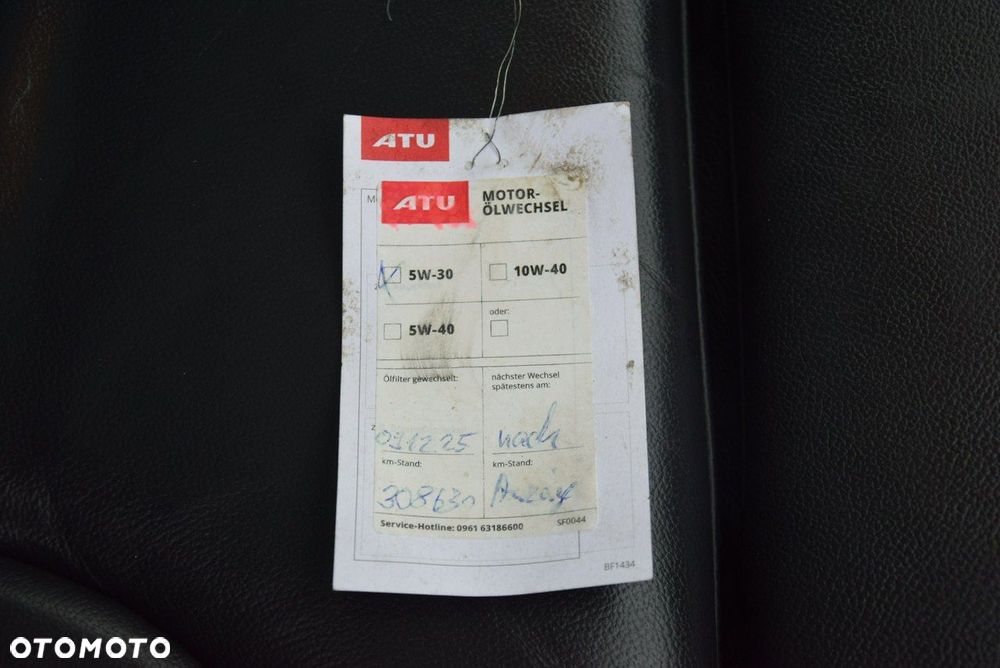 ATU
ATU
MOTOR-
ÖLWECHSEL
5W-30
10W-40
5W-40
oder:
Ölfilter gewechselt:
nächster Wechsel
spätestens am:
09.12.25
nach
km-Stand:
km-Stand:
Anzeige
Service-Hotline: 0961 63186600
SF0044
BF1434
OTOMOTO